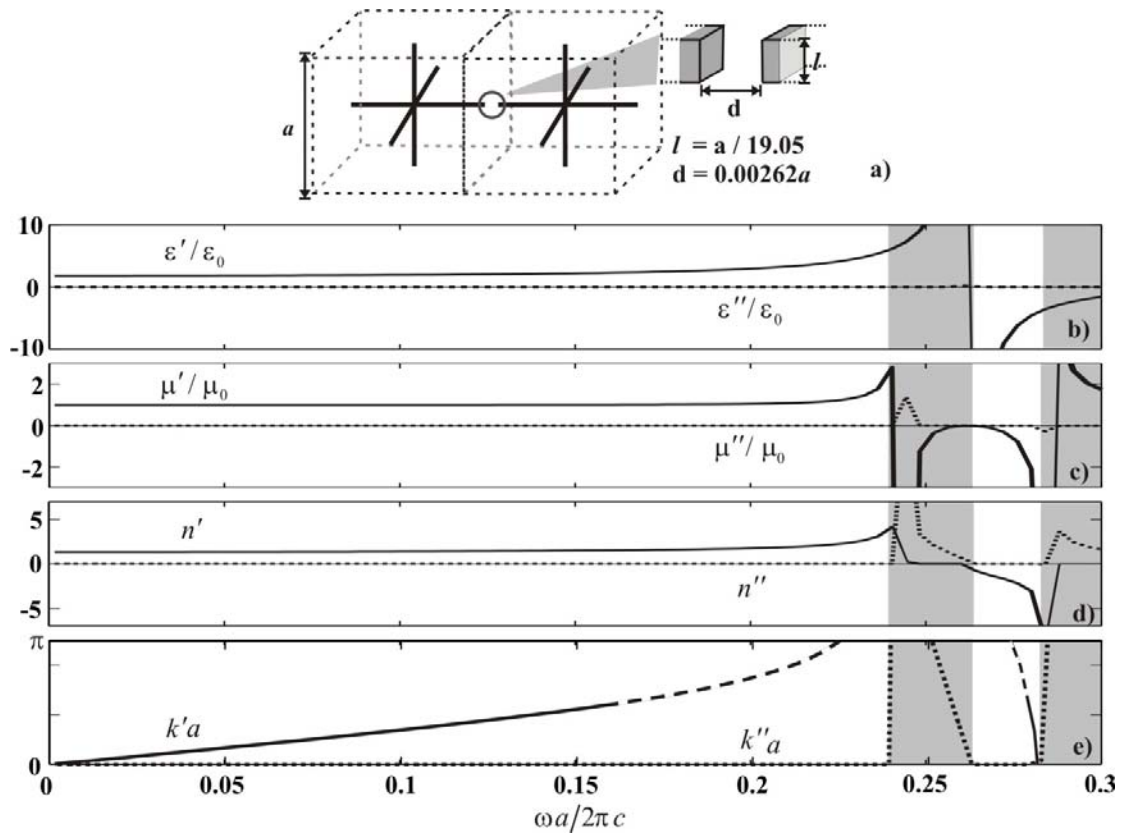 a
d
l
l = a / 19.05
d = 0.00262a
a)
10
0
-10
ε′/ε₀
ε″/ε₀
b)
2
0
-2
μ′/μ₀
μ″/μ₀
c)
5
0
-5
n′
n″
d)
π
0
k′a
k″a
e)
0 0.05 0.1 0.15 0.2 0.25 0.3
ωa/2πc